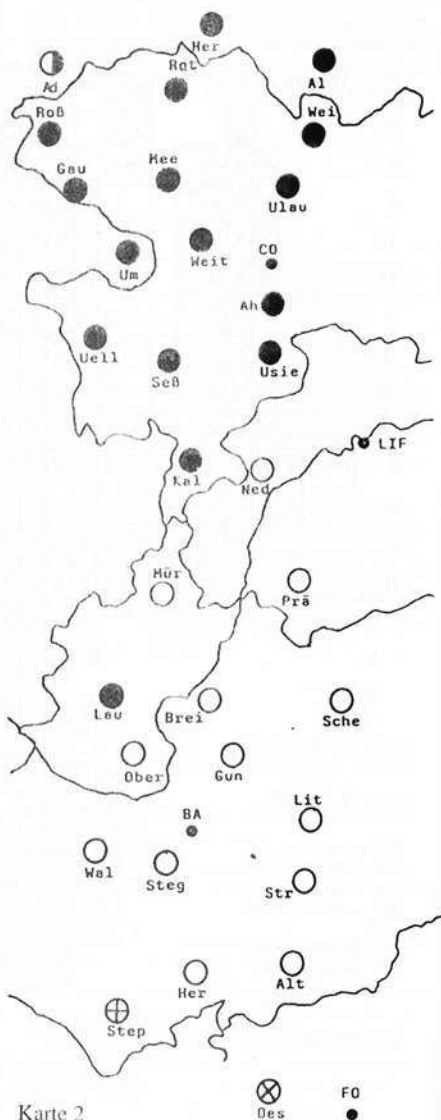 Her
Ad
Rot
Al
Roß
Wei
Gau
Mee
Ulau
Um
Weit
CO
Ah
Uell
Seß
Usie
LIF
Kal
Ned
Mür
Prä
Lau
Brei
Sche
Ober
Gun
BA
Lit
Wal
Steg
Str
Her
Alt
Step
Oes
FO
Karte 2